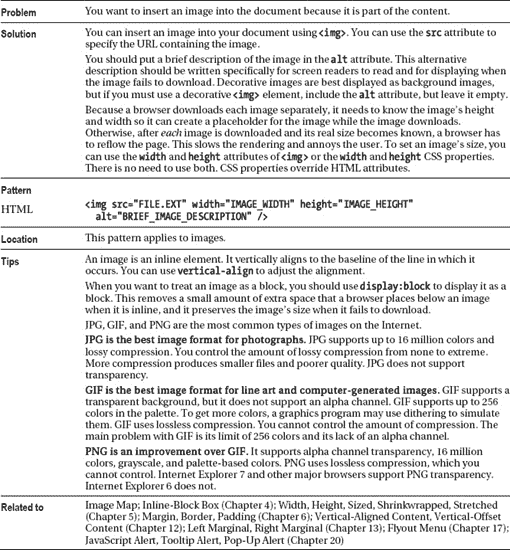 Problem You want to insert an image into the document because it is part of the content.
Solution You can insert an image into your document using <img>. You can use the src attribute to
specify the URL containing the image.
You should put a brief description of the image in the alt attribute. This alternative
description should be written specifically for screen readers to read and for displaying when
the image fails to download. Decorative images are best displayed as background images,
but if you must use a decorative <img> element, include the alt attribute, but leave it empty.
Because a browser downloads each image separately, it needs to know the image's height
and width so it can create a placeholder for the image while the image downloads.
Otherwise, after each image is downloaded and its real size becomes known, a browser has
to reflow the page. This slows the rendering and annoys the user. To set an image's size, you
can use the width and height attributes of <img> or the width and height CSS properties.
There is no need to use both. CSS properties override HTML attributes.
Pattern
HTML <img src="FILE.EXT" width="IMAGE_WIDTH" height="IMAGE_HEIGHT"
alt="BRIEF_IMAGE_DESCRIPTION" />
Location This pattern applies to images.
Tips An image is an inline element. It vertically aligns to the baseline of the line in which it
occurs. You can use vertical-align to adjust the alignment.
When you want to treat an image as a block, you should use display:block to display it as a
block. This removes a small amount of extra space that a browser places below an image
when it is inline, and it preserves the image's size when it fails to download.
JPG, GIF, and PNG are the most common types of images on the Internet.
JPG is the best image format for photographs. JPG supports up to 16 million colors and
lossy compression. You control the amount of lossy compression from none to extreme.
More compression produces smaller files and poorer quality. JPG does not support
transparency.
GIF is the best image format for line art and computer-generated images. GIF supports a
transparent background, but it does not support an alpha channel. GIF supports up to 256
colors in the palette. To get more colors, a graphics program may use dithering to simulate
them. GIF uses lossless compression. You cannot control the amount of compression. The
main problem with GIF is its limit of 256 colors and its lack of an alpha channel.
PNG is an improvement over GIF. It supports alpha channel transparency, 16 million
colors, grayscale, and palette-based colors. PNG uses lossless compression, which you
cannot control. Internet Explorer 7 and other major browsers support PNG transparency.
Internet Explorer 6 does not.
Related to Image Map; Inline-Block Box (Chapter 4); Width, Height, Sized, Shrinkwrapped, Stretched
(Chapter 5); Margin, Border, Padding (Chapter 6); Vertical-Aligned Content, Vertical-Offset
Content (Chapter 12); Left Marginal, Right Marginal (Chapter 13); Flyout Menu (Chapter 17);
JavaScript Alert, Tooltip Alert, Pop-Up Alert (Chapter 20)